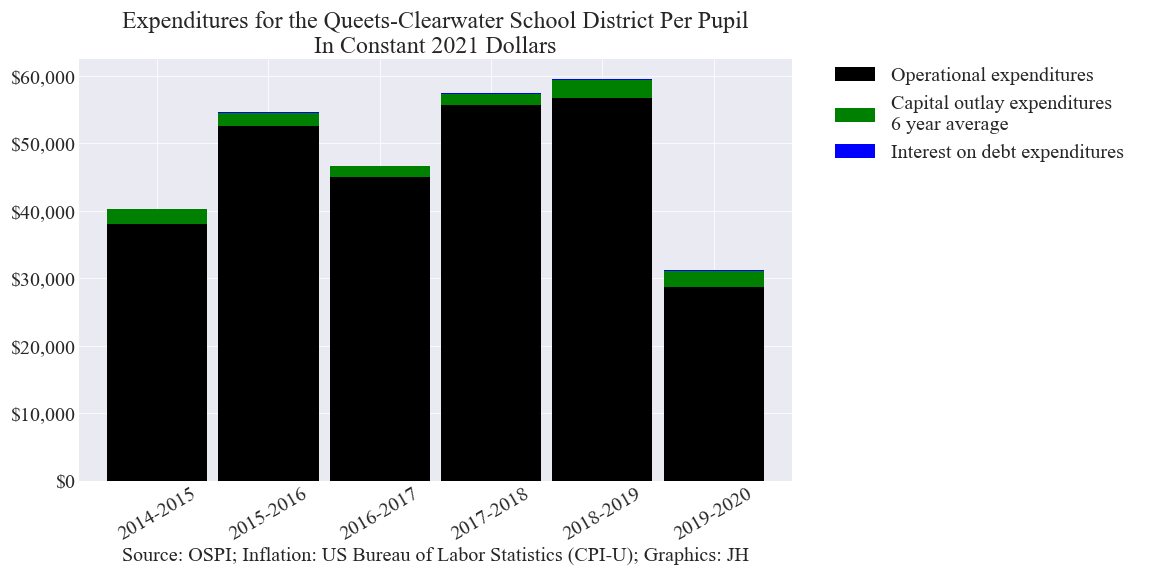 Expenditures for the Queets-Clearwater School District Per Pupil
In Constant 2021 Dollars
$60,000
$50,000
$40,000
$30,000
$20,000
$10,000
$0
2014-2015
2015-2016
2016-2017
2017-2018
2018-2019
2019-2020
Source: OSPI; Inflation: US Bureau of Labor Statistics (CPI-U); Graphics: JH
Operational expenditures
Capital outlay expenditures
6 year average
Interest on debt expenditures